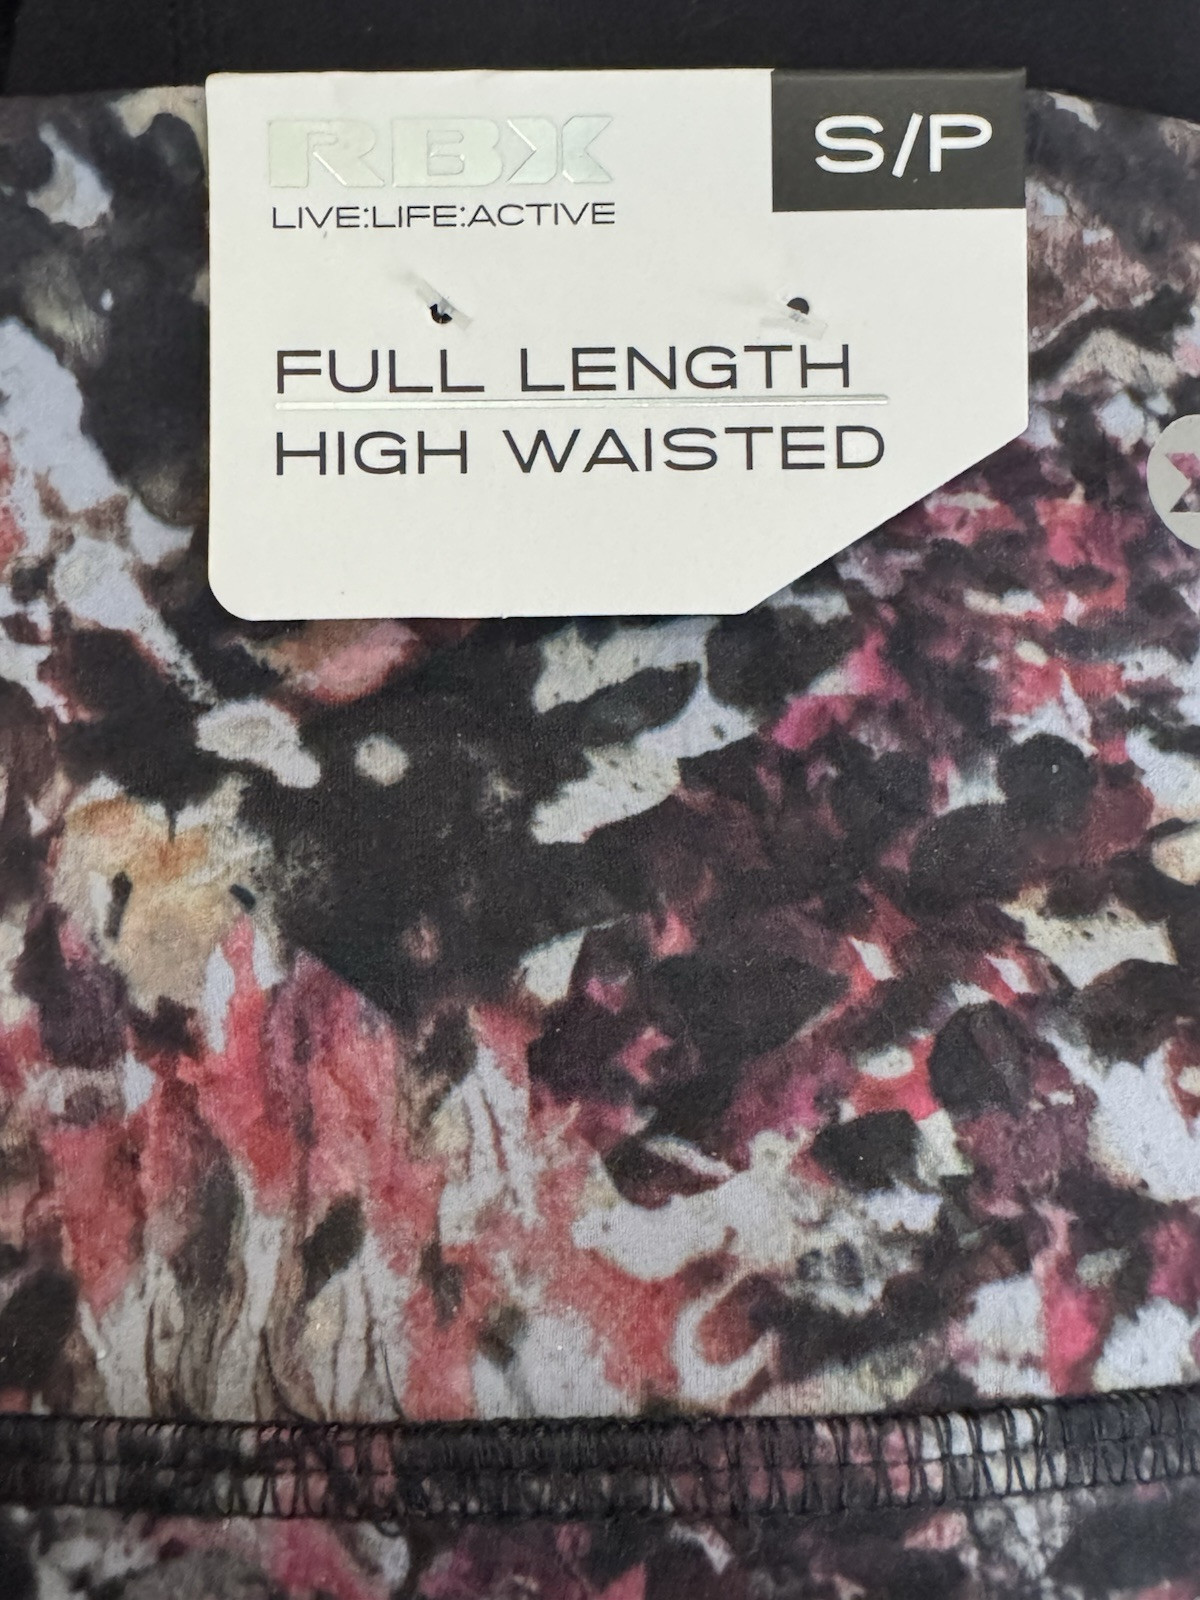 RBX
S/P
LIVE:LIFE:ACTIVE
FULL LENGTH
HIGH WAISTED